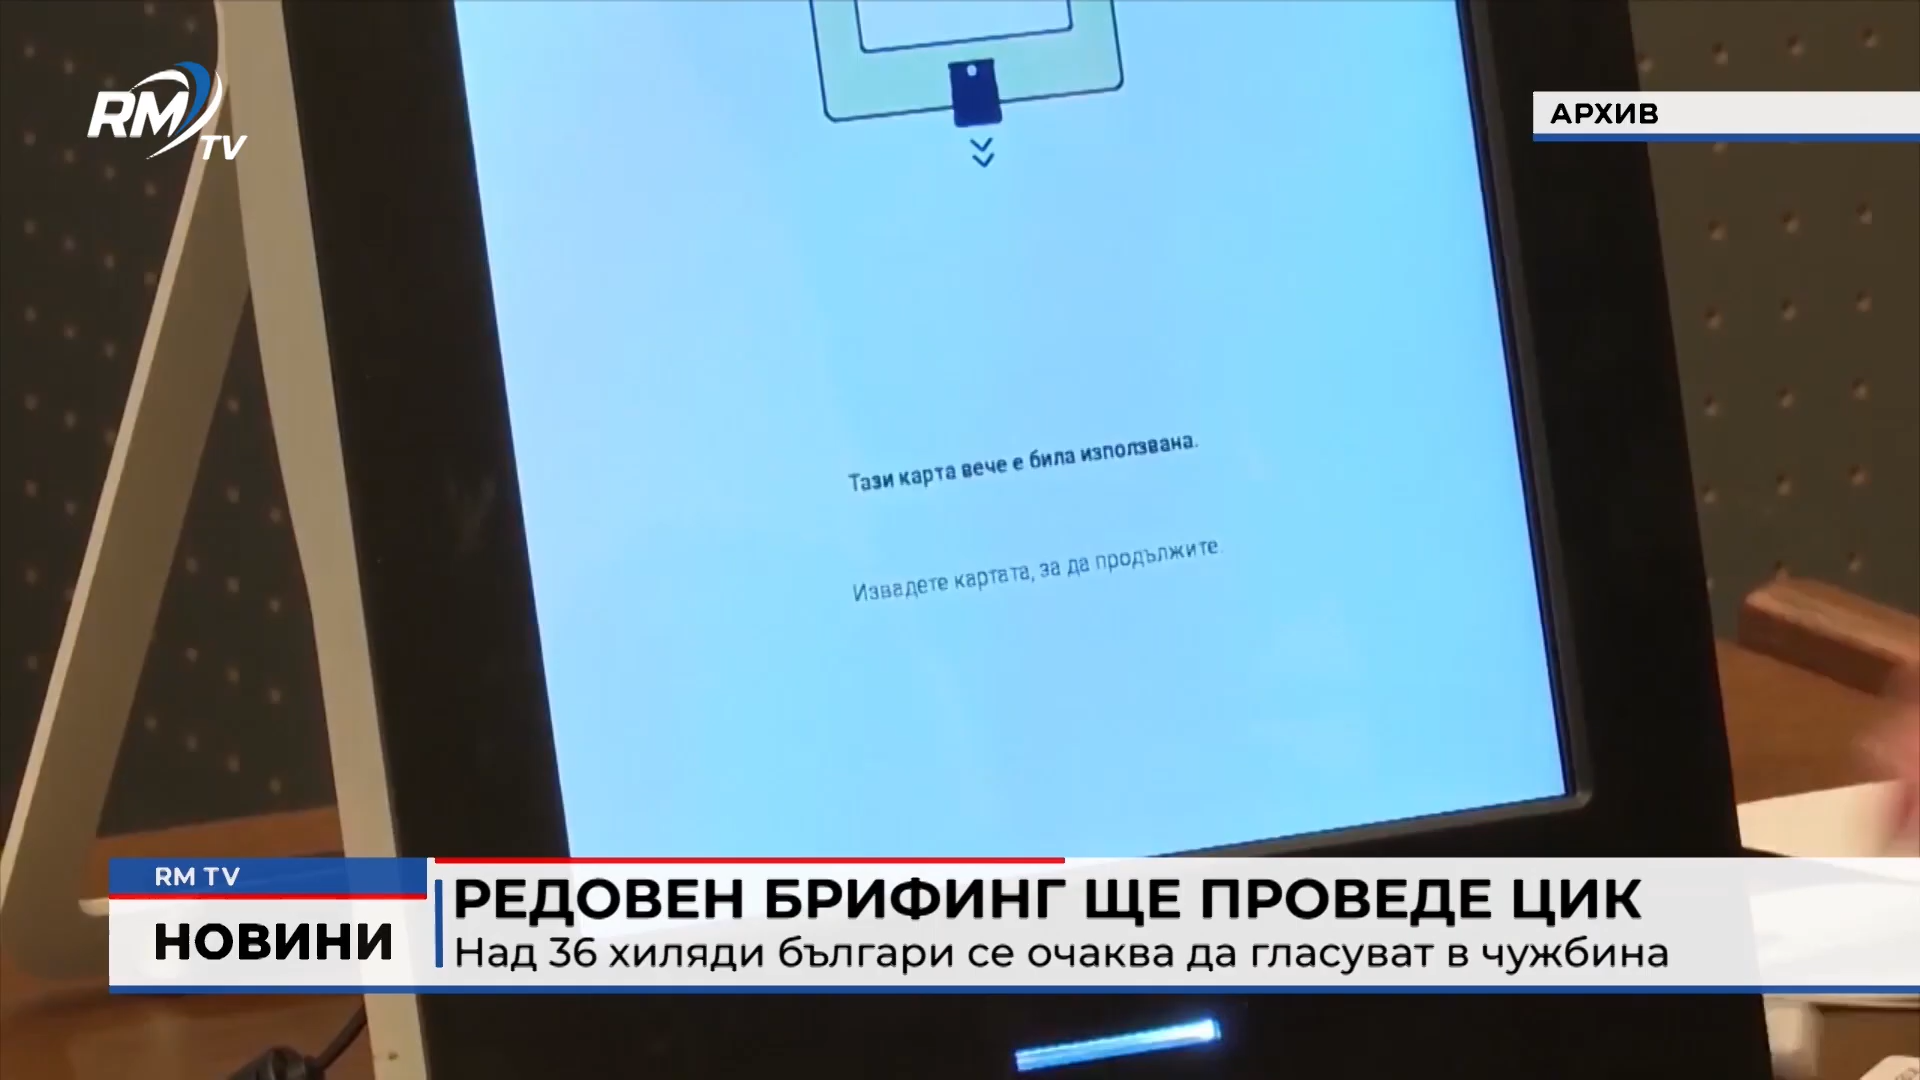 RM TV
АРХИВ
Тази карта вече е била използвана.
Извадете картата, за да продължите.
RM TV
НОВИНИ
РЕДОВЕН БРИФИНГ ЩЕ ПРОВЕДЕ ЦИК
Над 36 хиляди българи се очаква да гласуват в чужбина